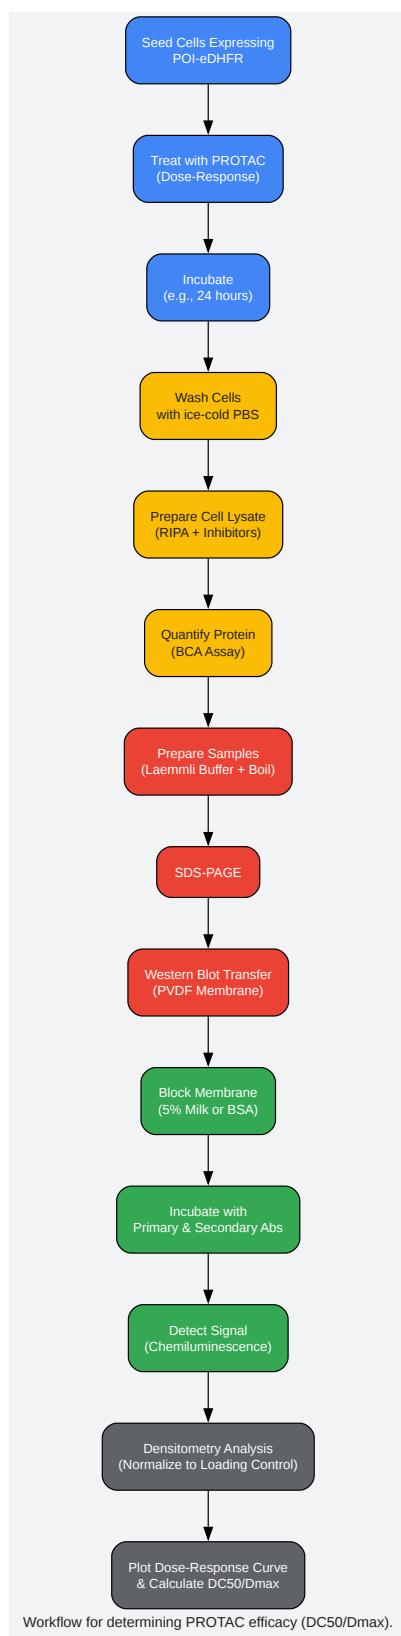 Seed Cells Expressing
POI-eDHFR
Treat with PROTAC
(Dose-Response)
Incubate
(e.g., 24 hours)
Wash Cells
with ice-cold PBS
Prepare Cell Lysate
(RIPA + Inhibitors)
Quantify Protein
(BCA Assay)
Prepare Samples
(Laemmli Buffer + Boil)
SDS-PAGE
Western Blot Transfer
(PVDF Membrane)
Block Membrane
(5% Milk or BSA)
Incubate with
Primary & Secondary Abs
Detect Signal
(Chemiluminescence)
Densitometry Analysis
(Normalize to Loading Control)
Plot Dose-Response Curve
& Calculate DC50/Dmax
Workflow for determining PROTAC efficacy (DC50/Dmax).